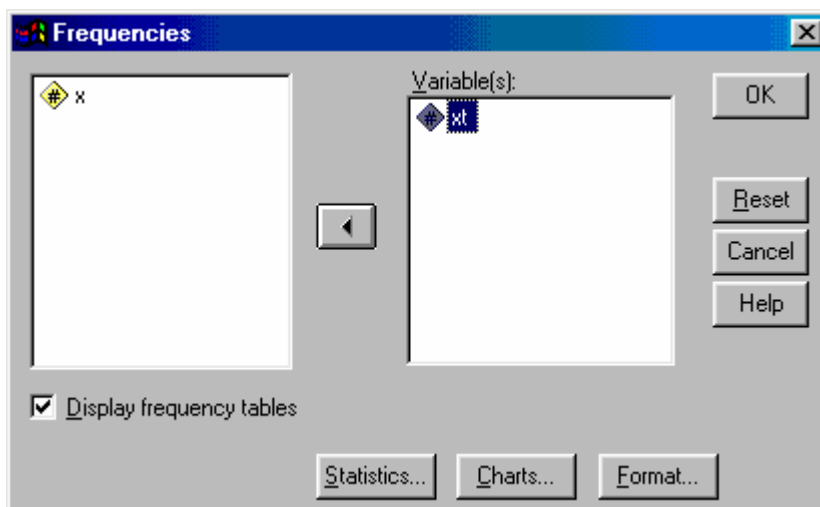 Frequencies
# x
Variable(s):
# xt
OK
Reset
Cancel
Help
Display frequency tables
Statistics...
Charts...
Format...